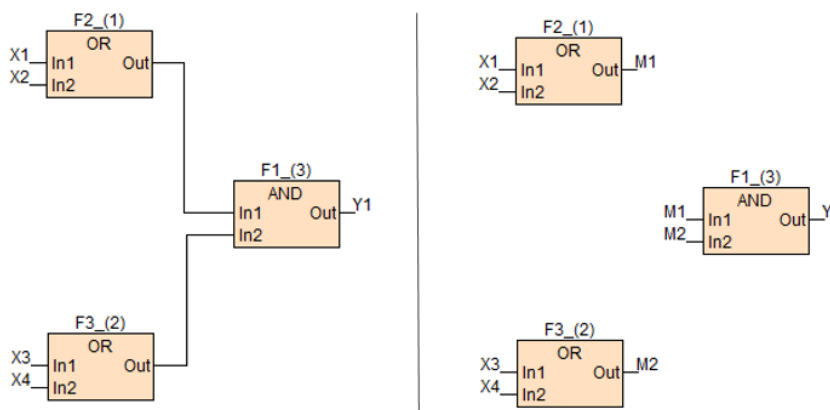 F2_(1)
OR
X1 In1 Out
X2 In2
F1_(3)
AND
In1 Out Y1
In2
F3_(2)
OR
X3 In1 Out
X4 In2
F2_(1)
OR
X1 In1 Out M1
X2 In2
F1_(3)
AND
M1 In1 Out Y
M2 In2
F3_(2)
OR
X3 In1 Out M2
X4 In2